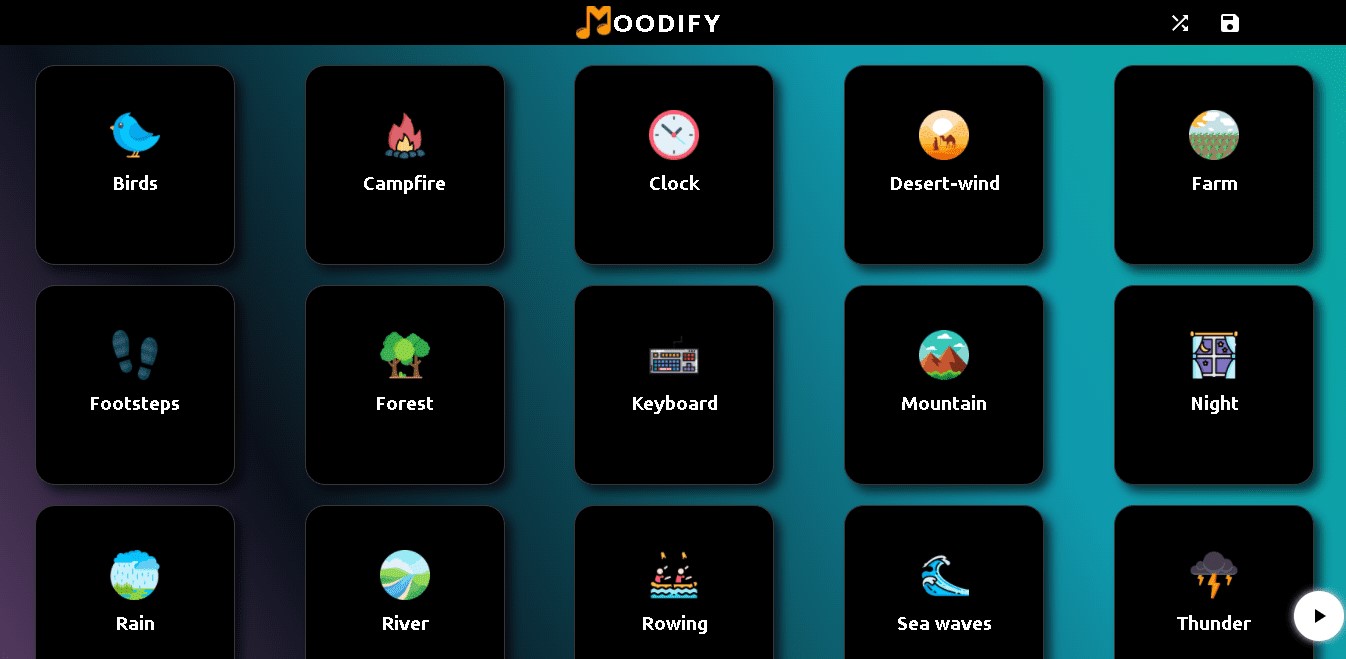 MOODIFY
Birds
Campfire
Clock
Desert-wind
Farm
Footsteps
Forest
Keyboard
Mountain
Night
Rain
River
Rowing
Sea waves
Thunder